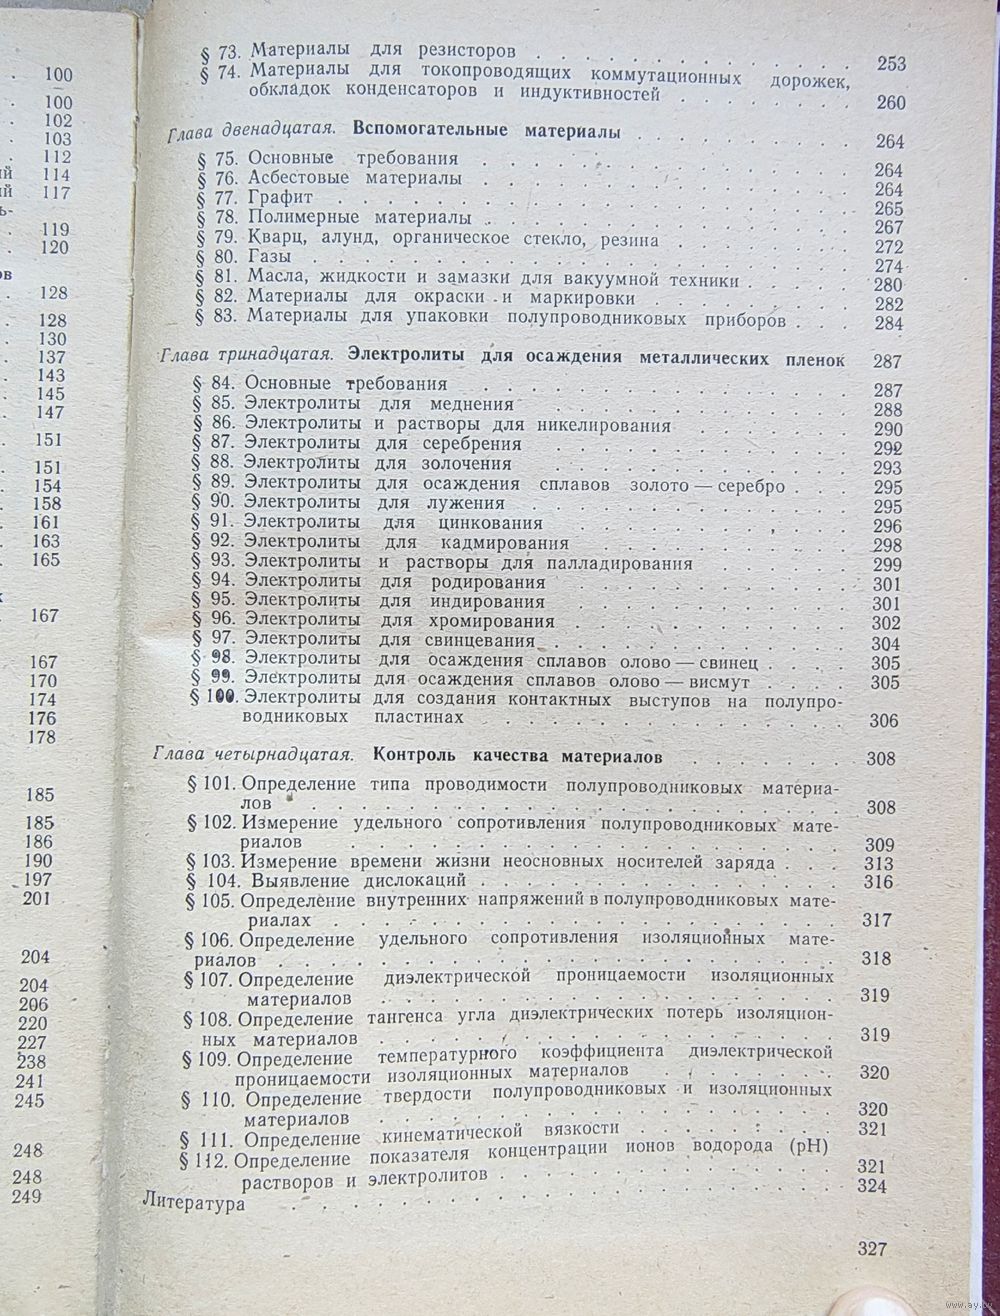 100
100
102
103
112
ий 114
ий 117
ь-
119
120
ов
128
128
130
137
143
145
147
151
151
154
158
161
163
165
к
167
167
170
174
176
178
185
185
186
190
197
201
204
204
206
220
227
238
241
245
248
248
249
§ 73. Материалы для резисторов . . . . . . . . . . . . . . 253
§ 74. Материалы для токопроводящих коммутационных дорожек,
обкладок конденсаторов и индуктивностей . . . . . . . . 260
Глава двенадцатая. Вспомогательные материалы . . . . . . . . . 264
§ 75. Основные требования . . . . . . . . . . . . . . . . 264
§ 76. Асбестовые материалы . . . . . . . . . . . . . . . . 264
§ 77. Графит . . . . . . . . . . . . . . . . . . . . . 265
§ 78. Полимерные материалы . . . . . . . . . . . . . . . 267
§ 79. Кварц, алунд, органическое стекло, резина . . . . . . . 272
§ 80. Газы . . . . . . . . . . . . . . . . . . . . . . 274
§ 81. Масла, жидкости и замазки для вакуумной техники . . . . . 280
§ 82. Материалы для окраски и маркировки . . . . . . . . . 282
§ 83. Материалы для упаковки полупроводниковых приборов . . . 284
Глава тринадцатая. Электролиты для осаждения металлических пленок 287
§ 84. Основные требования . . . . . . . . . . . . . . . . 287
§ 85. Электролиты для меднения . . . . . . . . . . . . . . 288
§ 86. Электролиты и растворы для никелирования . . . . . . . 290
§ 87. Электролиты для серебрения . . . . . . . . . . . . . 292
§ 88. Электролиты для золочения . . . . . . . . . . . . . 293
§ 89. Электролиты для осаждения сплавов золото — серебро . . . 295
§ 90. Электролиты для лужения . . . . . . . . . . . . . . 295
§ 91. Электролиты для цинкования . . . . . . . . . . . . . 296
§ 92. Электролиты для кадмирования . . . . . . . . . . . . 298
§ 93. Электролиты и растворы для палладирования . . . . . . 299
§ 94. Электролиты для родирования . . . . . . . . . . . . . 301
§ 95. Электролиты для индирования . . . . . . . . . . . . . 301
§ 96. Электролиты для хромирования . . . . . . . . . . . . 302
§ 97. Электролиты для свинцевания . . . . . . . . . . . . . 304
§ 98. Электролиты для осаждения сплавов олово — свинец . . . . 305
§ 99. Электролиты для осаждения сплавов олово — висмут . . . . 305
§ 100. Электролиты для создания контактных выступов на полупро-
водниковых пластинах . . . . . . . . . . . . . . . . 306
Глава четырнадцатая. Контроль качества материалов . . . . . . . 308
§ 101. Определение типа проводимости полупроводниковых материа-
лов . . . . . . . . . . . . . . . . . . . . . . . 308
§ 102. Измерение удельного сопротивления полупроводниковых мате-
риалов . . . . . . . . . . . . . . . . . . . . . . 309
§ 103. Измерение времени жизни неосновных носителей заряда . . . 313
§ 104. Выявление дислокаций . . . . . . . . . . . . . . . . 316
§ 105. Определение внутренних напряжений в полупроводниковых мате-
риалах . . . . . . . . . . . . . . . . . . . . . . 317
§ 106. Определение удельного сопротивления изоляционных мате-
риалов . . . . . . . . . . . . . . . . . . . . . . 318
§ 107. Определение диэлектрической проницаемости изоляционных
материалов . . . . . . . . . . . . . . . . . . . . 319
§ 108. Определение тангенса угла диэлектрических потерь изоляцион-
ных материалов . . . . . . . . . . . . . . . . . . 319
§ 109. Определение температурного коэффициента диэлектрической
проницаемости изоляционных материалов . . . . . . . . 320
§ 110. Определение твердости полупроводниковых и изоляционных
материалов . . . . . . . . . . . . . . . . . . . . 320
§ 111. Определение кинематической вязкости . . . . . . . . . 321
§ 112. Определение показателя концентрации ионов водорода (pH)
растворов и электролитов . . . . . . . . . . . . . . 321
Литература . . . . . . . . . . . . . . . . . . . . . . . 324
327